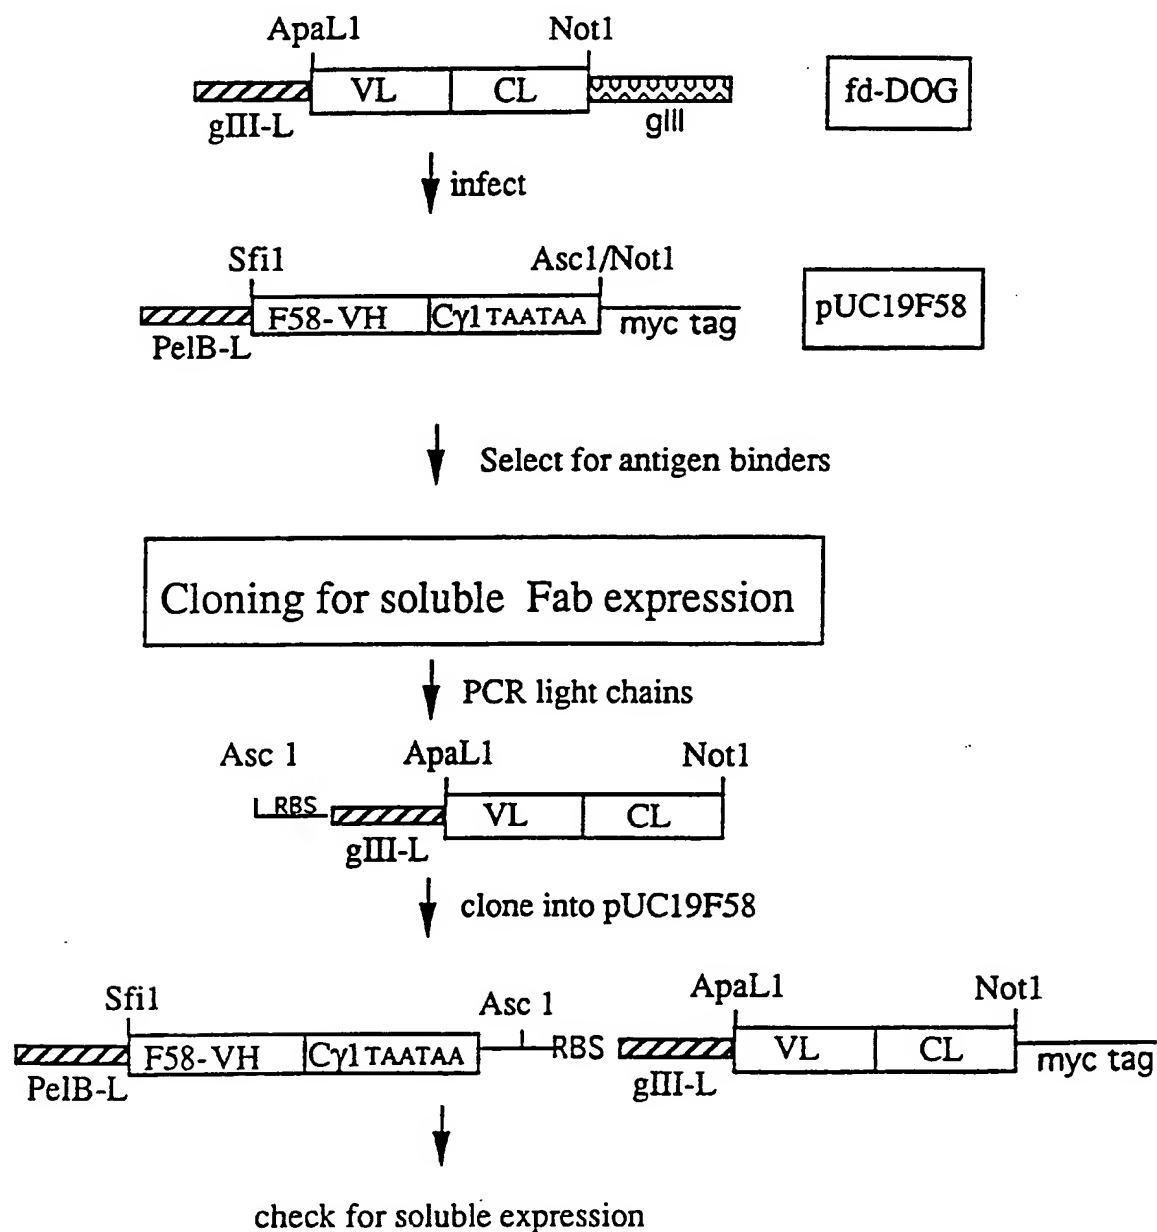 ApaL1 Not1
VL CL
gIII-L gIII
fd-DOG
infect
Sfi1 Asc1/Not1
F58-VH Cγ1 TAATAA
PelB-L myc tag
pUC19F58
Select for antigen binders
Cloning for soluble Fab expression
PCR light chains
Asc 1 ApaL1 Not1
RBS VL CL
gIII-L
clone into pUC19F58
Sfi1 Asc 1 ApaL1 Not1
F58-VH Cγ1 TAATAA RBS VL CL
PelB-L gIII-L myc tag
check for soluble expression